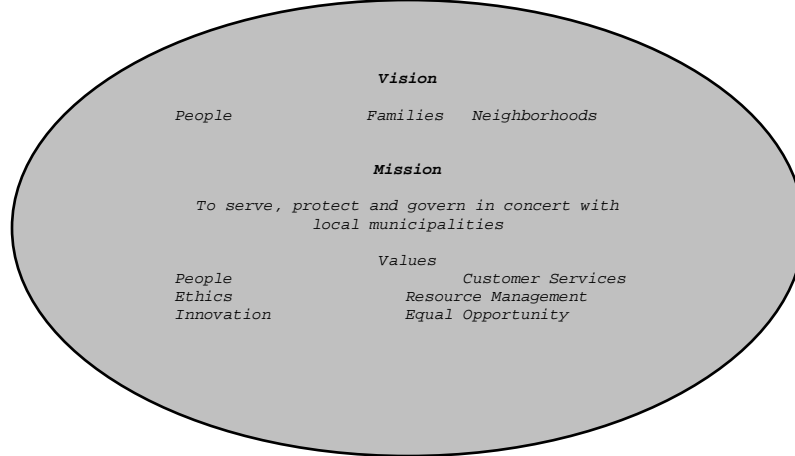 Vision
People Families Neighborhoods
Mission
To serve, protect and govern in concert with
local municipalities
Values
People Customer Services
Ethics Resource Management
Innovation Equal Opportunity